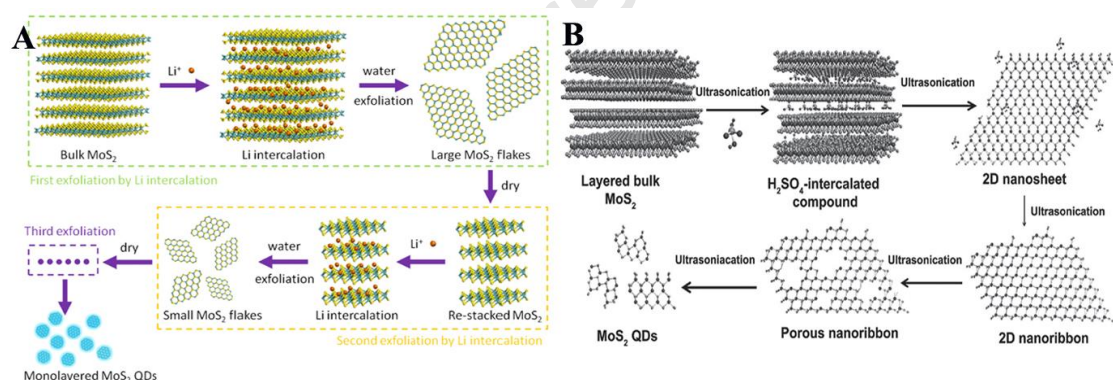 A
Li⁺
water
exfoliation
Bulk MoS₂
Li intercalation
Large MoS₂ flakes
First exfoliation by Li intercalation
dry
Third exfoliation
dry
water
exfoliation
Li⁺
Small MoS₂ flakes
Li intercalation
Re-stacked MoS₂
Second exfoliation by Li intercalation
Monolayered MoS₂ QDs
B
Ultrasonication
Ultrasonication
Layered bulk
MoS₂
H₂SO₄-intercalated
compound
2D nanosheet
Ultrasonication
Ultrasoniacation
Ultrasonication
MoS₂ QDs
Porous nanoribbon
2D nanoribbon